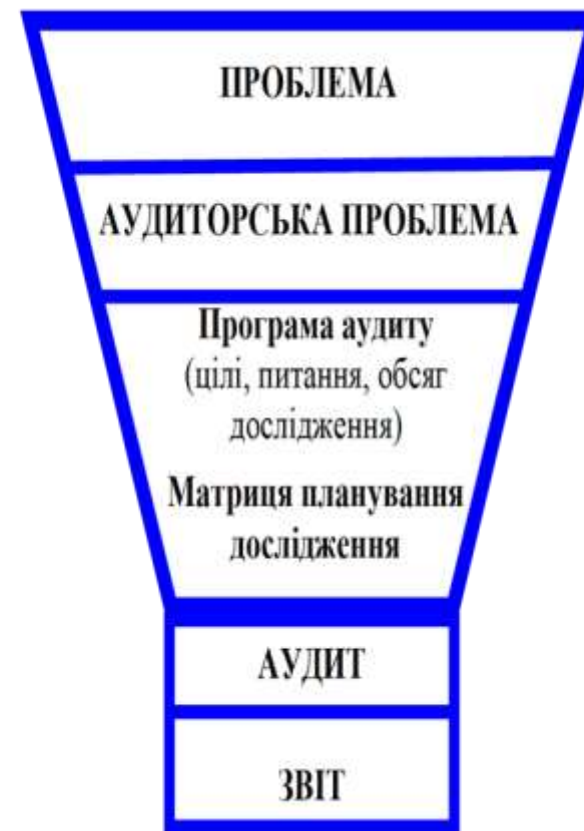 ПРОБЛЕМА
АУДИТОРСЬКА ПРОБЛЕМА
Програма аудиту
(цілі, питання, обсяг
дослідження)
Матриця планування
дослідження
АУДИТ
ЗВІТ